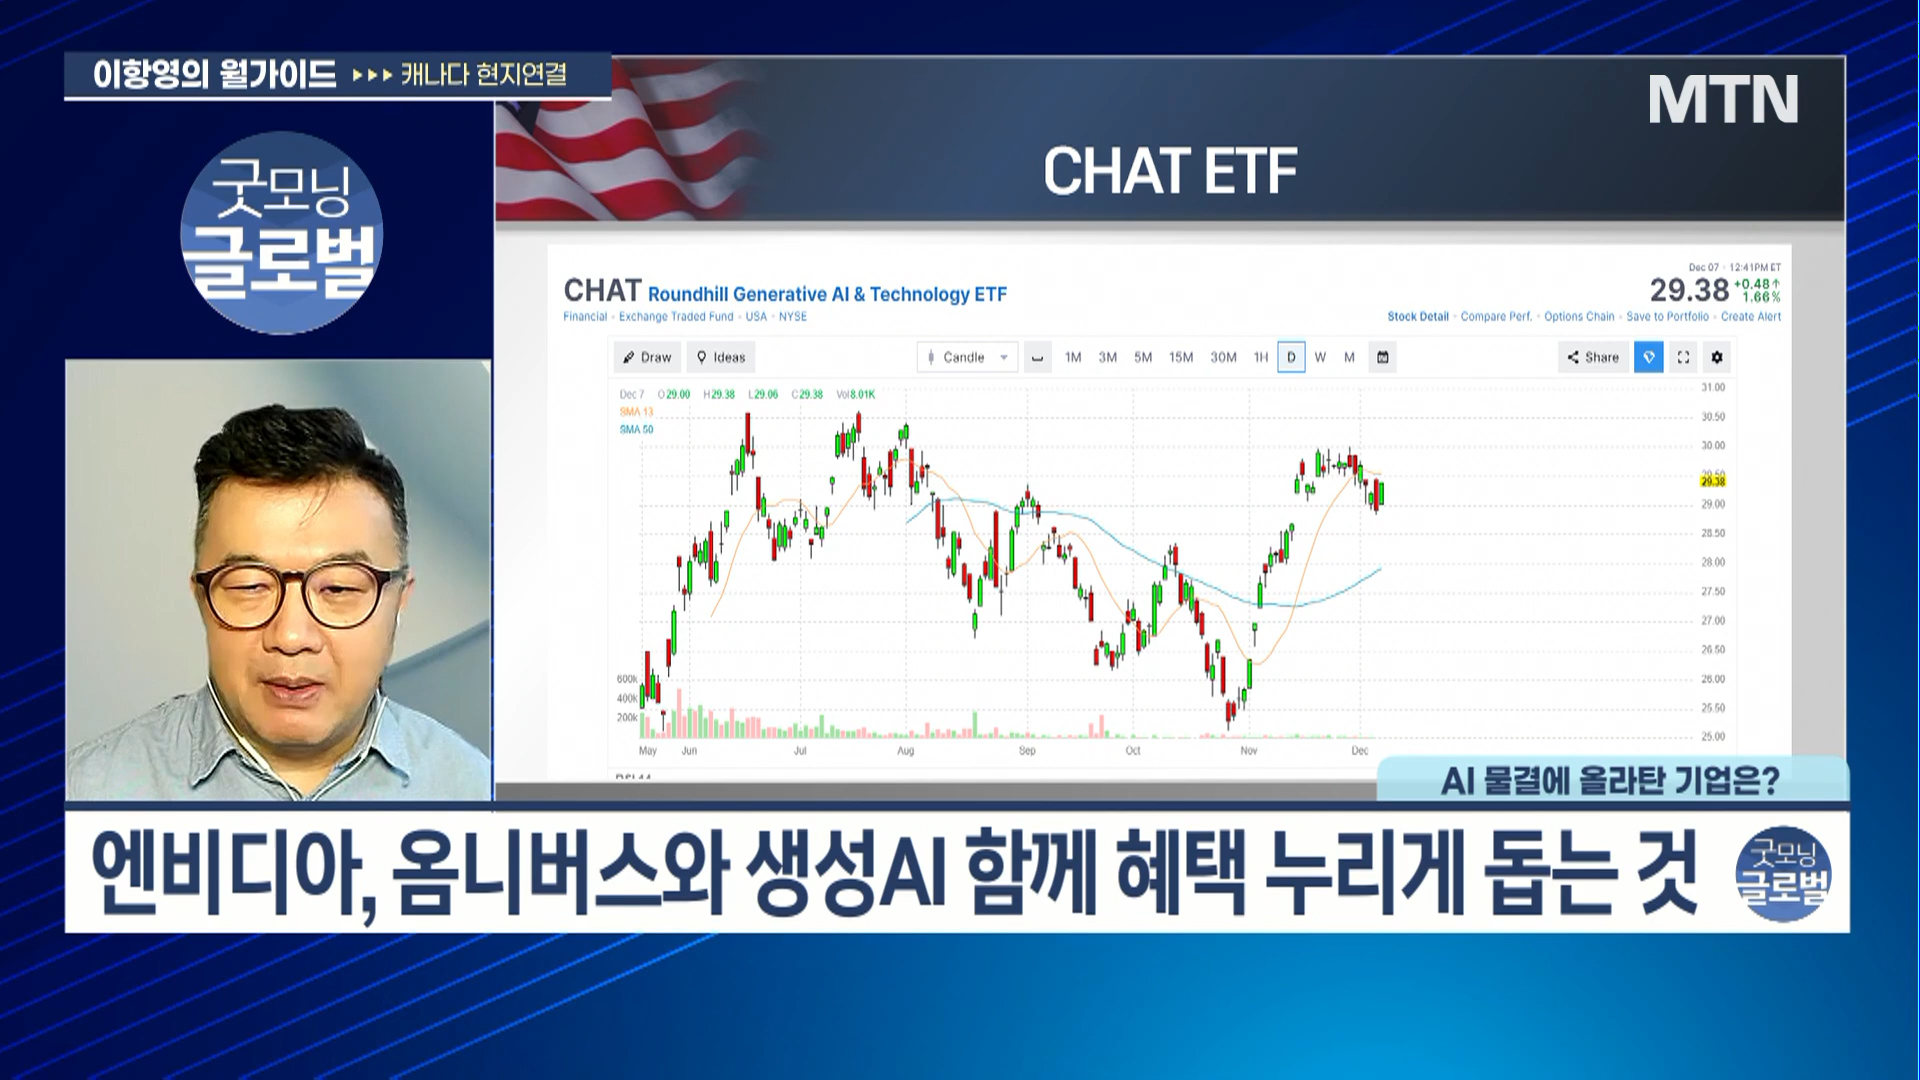 이항영의 월가이드 ▸▸▸ 캐나다 현지연결
MTN
굿모닝
글로벌
CHAT ETF
CHAT Roundhill Generative AI & Technology ETF
Financial • Exchange Traded Fund • USA • NYSE
Dec 07 • 12:41PM ET
29.38 +0.48↑
1.66%
Stock Detail • Compare Perf. • Options Chain • Save to Portfolio • Create Alert
Draw Ideas Candle 1M 3M 5M 15M 30M 1H D W M Share
Dec 7 O29.00 H29.38 L29.06 C29.38 Vol8.01K
SMA 13
SMA 50
31.00
30.50
30.00
29.50
29.38
29.00
28.50
28.00
27.50
27.00
26.50
26.00
25.50
25.00
600k
400k
200k
May Jun Jul Aug Sep Oct Nov Dec
AI 물결에 올라탄 기업은?
엔비디아, 옴니버스와 생성AI 함께 혜택 누리게 돕는 것
굿모닝
글로벌